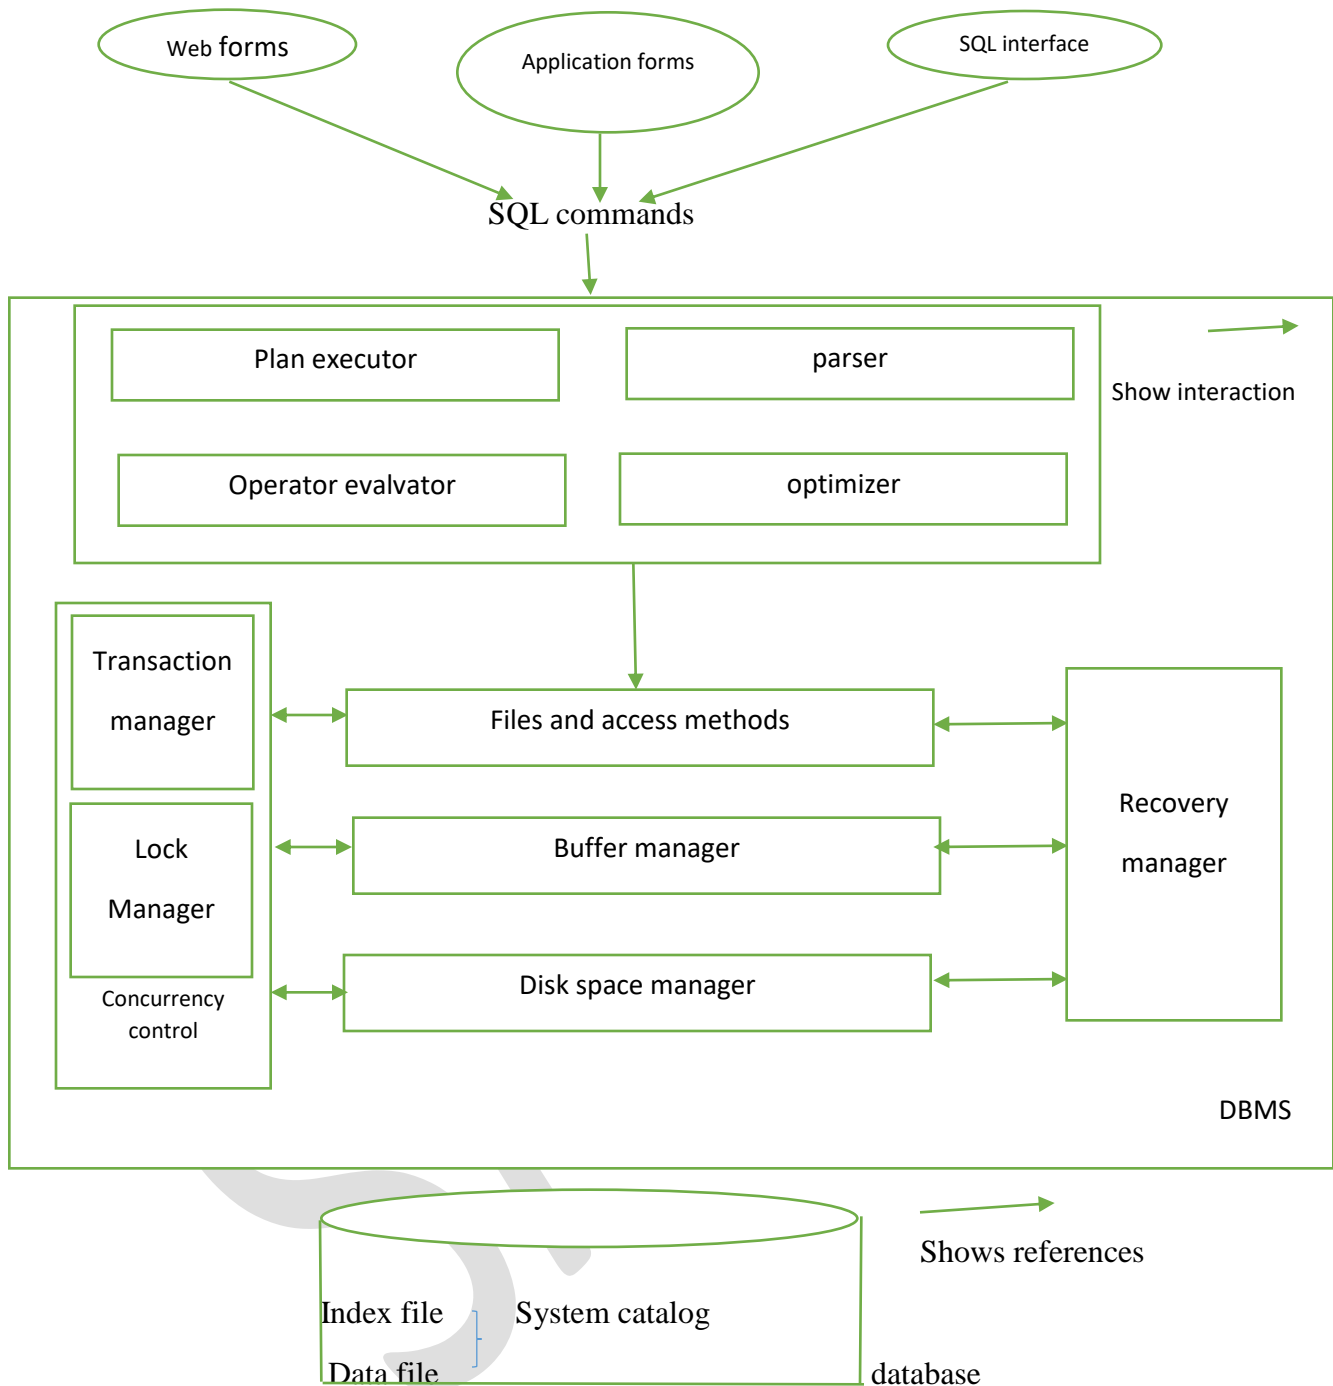 Web forms
Application forms
SQL interface
SQL commands
Plan executor
parser
Show interaction
Operator evalvator
optimizer
Transaction
manager
Files and access methods
Recovery
manager
Lock
Manager
Buffer manager
Disk space manager
Concurrency
control
DBMS
Shows references
Index file
System catalog
Data file
database